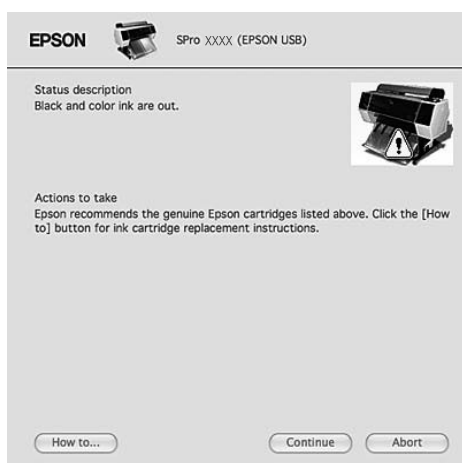 EPSON
SPro XXXX (EPSON USB)
Status description
Black and color ink are out.
Actions to take
Epson recommends the genuine Epson cartridges listed above. Click the [How
to] button for ink cartridge replacement instructions.
How to...
Continue
Abort